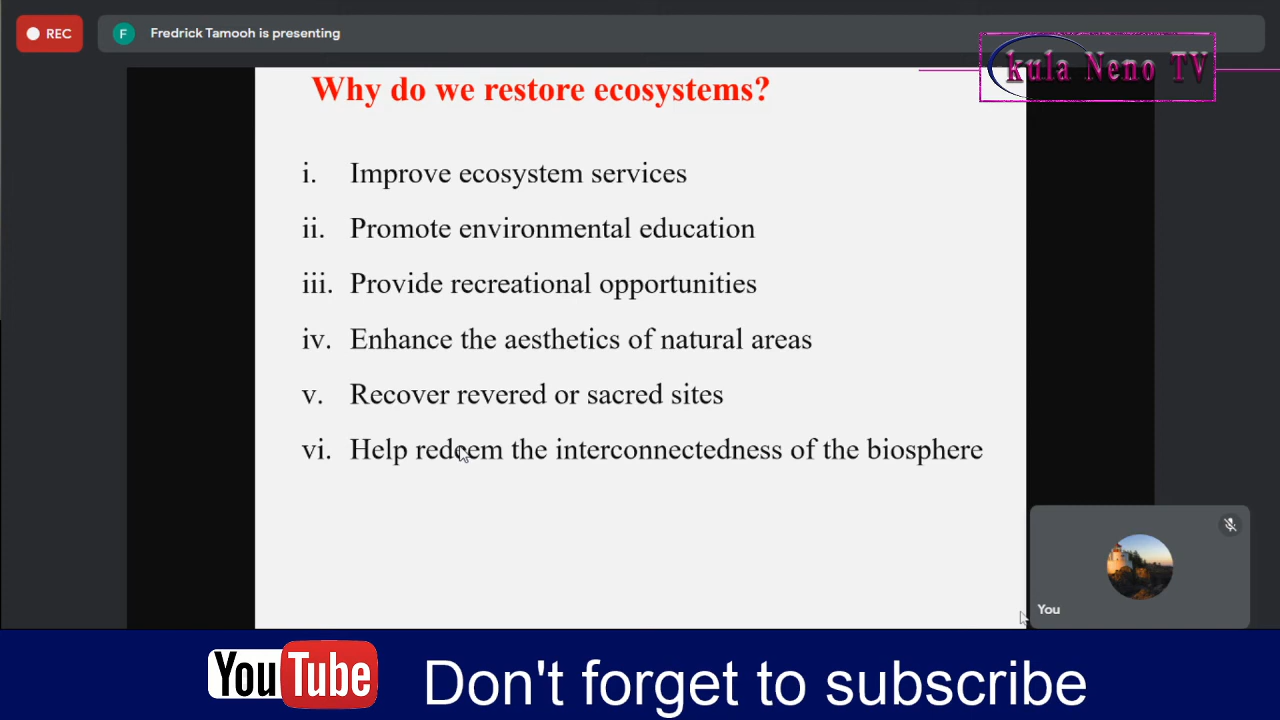 REC
F
Fredrick Tamooh is presenting
kula Neno TV
Why do we restore ecosystems?
i. Improve ecosystem services
ii. Promote environmental education
iii. Provide recreational opportunities
iv. Enhance the aesthetics of natural areas
v. Recover revered or sacred sites
vi. Help redeem the interconnectedness of the biosphere
You
YouTube Don't forget to subscribe